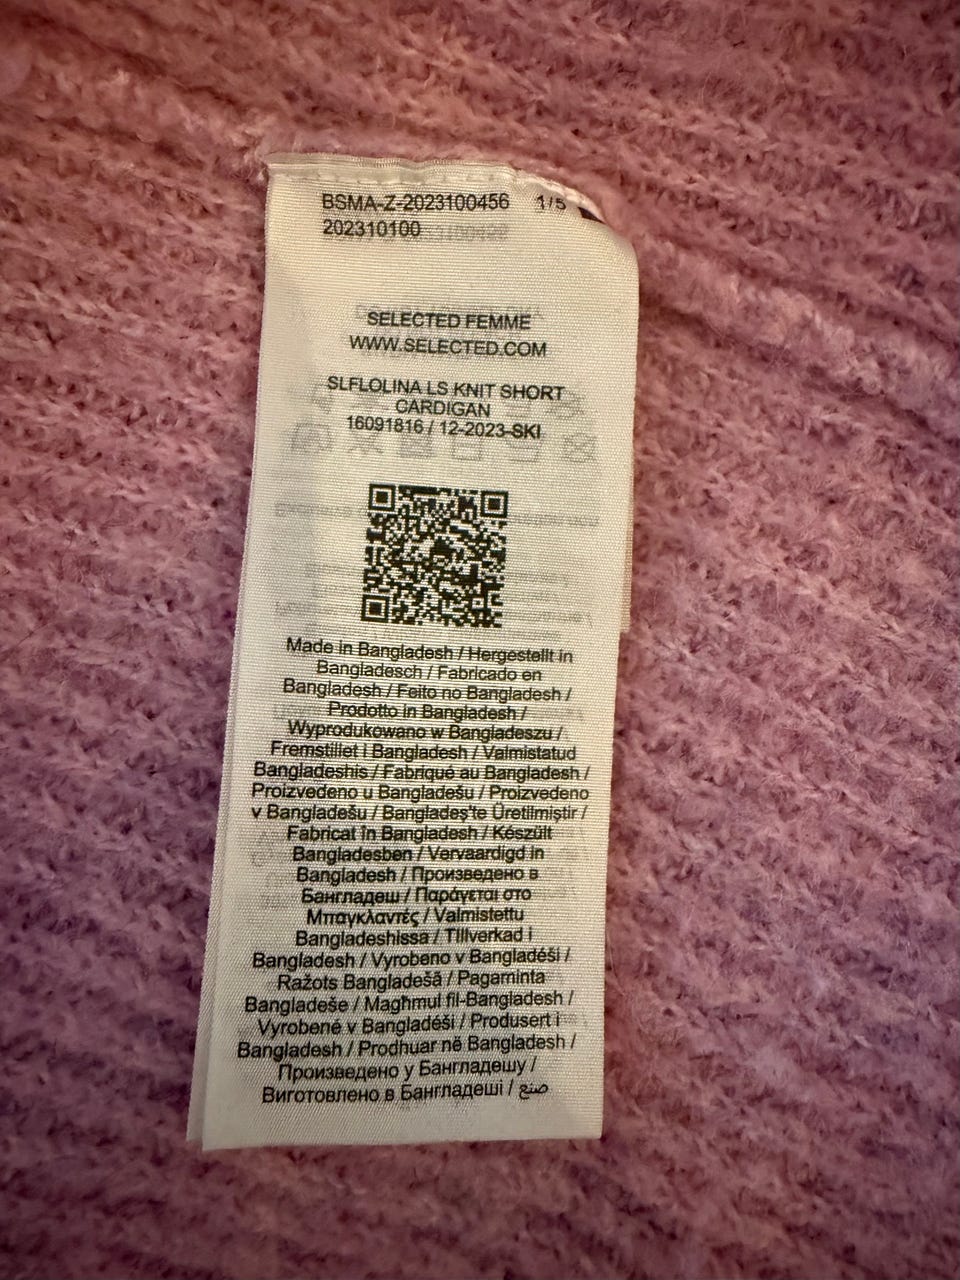 BSMA-Z-2023100456 1/5
202310100
SELECTED FEMME
WWW.SELECTED.COM
SLFLOLINA LS KNIT SHORT
CARDIGAN
16091816 / 12-2023-SKI
Made in Bangladesh / Hergestellt in
Bangladesch / Fabricado en
Bangladesh / Feito no Bangladesh /
Prodotto in Bangladesh /
Wyprodukowano w Bangladeszu /
Fremstillet i Bangladesh / Valmistatud
Bangladeshis / Fabriqué au Bangladesh /
Proizvedeno u Bangladešu / Proizvedeno
v Bangladešu / Bangladeş'te Üretilmiştir /
Fabricat în Bangladesh / Készült
Bangladesben / Vervaardigd in
Bangladesh / Произведено в
Бангладеш / Παράγεται στο
Μπαγκλαντές / Valmistettu
Bangladeshissa / Tillverkad i
Bangladesh / Vyrobeno v Bangladéši /
Ražots Bangladešā / Pagaminta
Bangladeše / Magħmul fil-Bangladesh /
Vyrobené v Bangladéši / Produsert i
Bangladesh / Prodhuar në Bangladesh /
Произведено у Бангладешу /
Виготовлено в Бангладеші / صنع